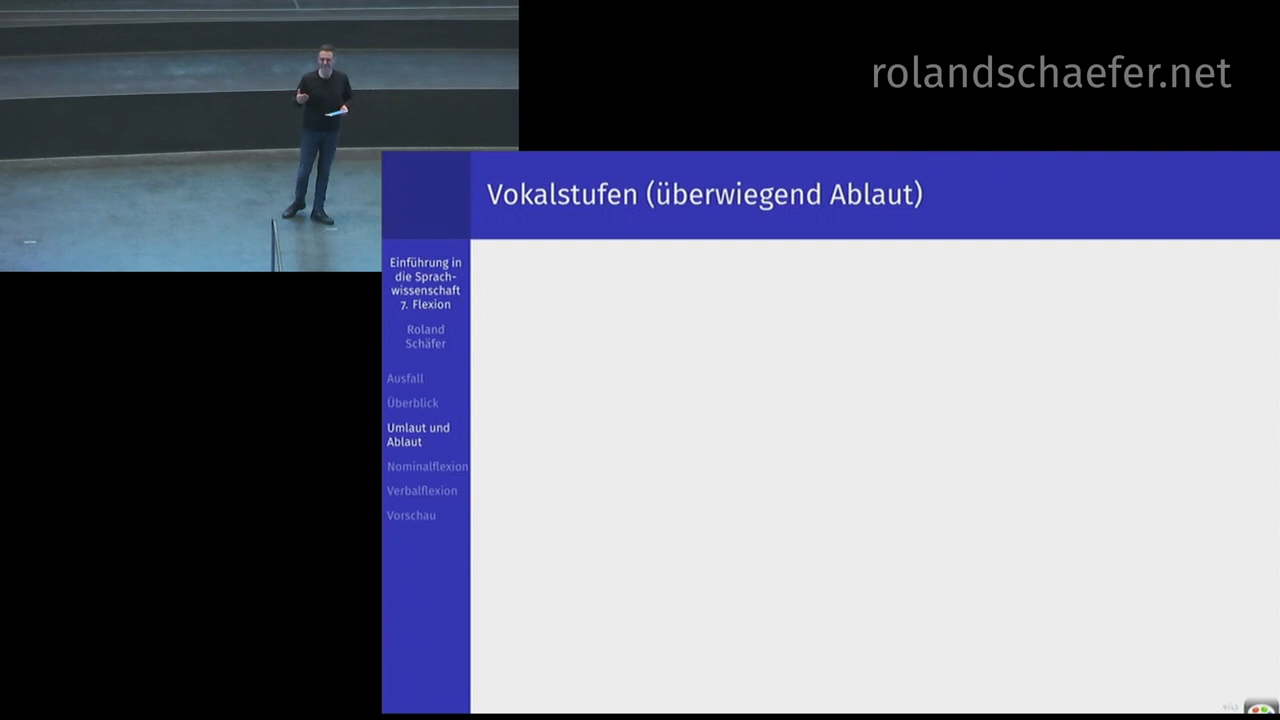 rolandschaefer.net
Vokalstufen (überwiegend Ablaut)
Einführung in
die Sprach-
wissenschaft
7. Flexion
Roland
Schäfer
Ausfall
Überblick
Umlaut und
Ablaut
Nominalflexion
Verbalflexion
Vorschau